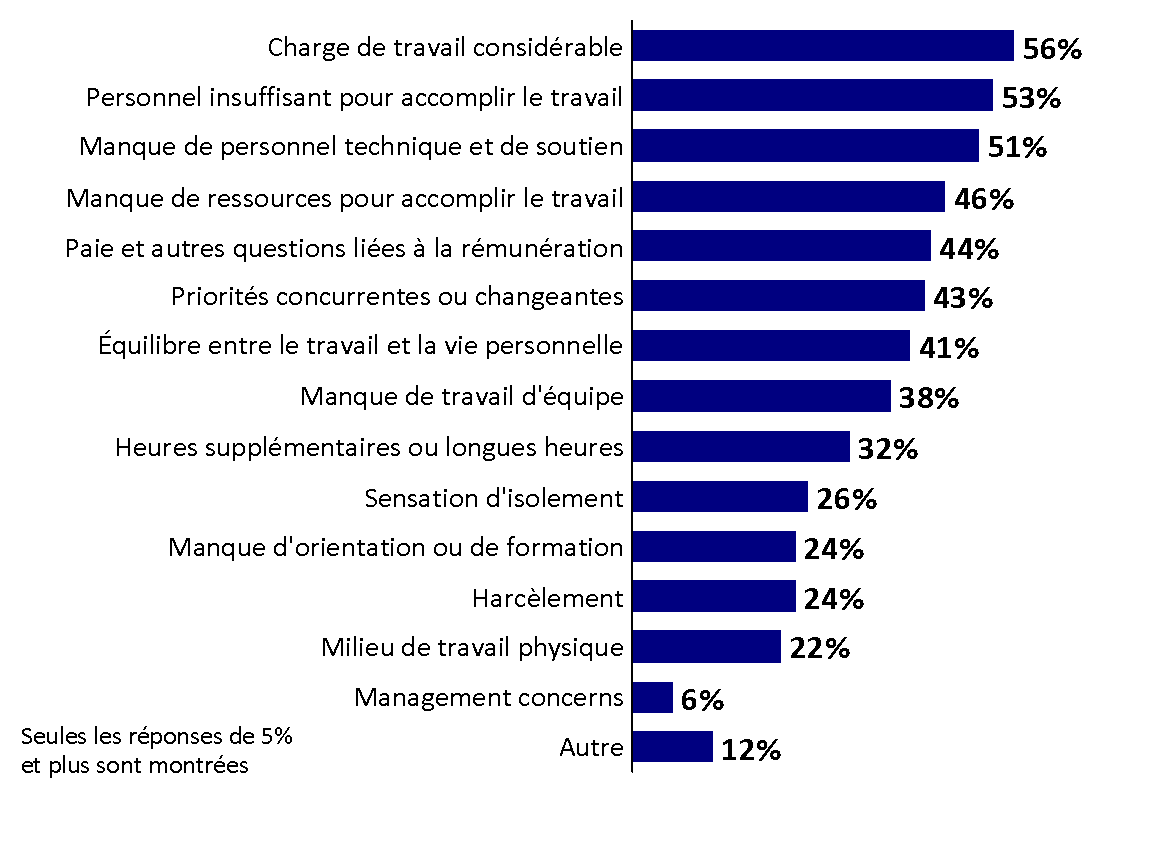 Charge de travail considérable 56%
Personnel insuffisant pour accomplir le travail 53%
Manque de personnel technique et de soutien 51%
Manque de ressources pour accomplir le travail 46%
Paie et autres questions liées à la rémunération 44%
Priorités concurrentes ou changeantes 43%
Équilibre entre le travail et la vie personnelle 41%
Manque de travail d'équipe 38%
Heures supplémentaires ou longues heures 32%
Sensation d'isolement 26%
Manque d'orientation ou de formation 24%
Harcèlement 24%
Milieu de travail physique 22%
Management concerns 6%
Autre 12%
Seules les réponses de 5%
et plus sont montrées